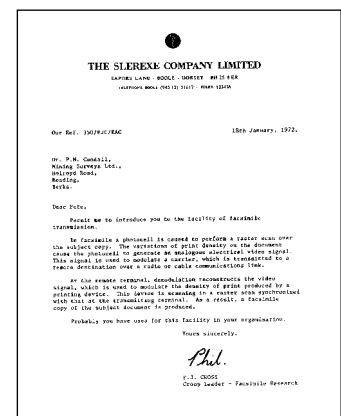 THE SLEREXE COMPANY LIMITED
SAPORS LANE - BOOLE - DORSET - BH 25 8 ER
TELEPHONE BOOLE (945 13) 51617 - TELEX 123456
Our Ref. 350/PJC/EAC
18th January, 1972.
Dr. P.N. Cundall,
Mining Surveys Ltd.,
Holroyd Road,
Reading,
Berks.
Dear Pete,
Permit me to introduce you to the facility of facsimile
transmission.
In facsimile a photocell is caused to perform a raster scan over
the subject copy. The variations of print density on the document
cause the photocell to generate an analogous electrical video signal.
This signal is used to modulate a carrier, which is transmitted to a
remote destination over a radio or cable communications link.
At the remote terminal, demodulation reconstructs the video
signal, which is used to modulate the density of print produced by a
printing device. This device is scanning in a raster scan synchronised
with that at the transmitting terminal. As a result, a facsimile
copy of the subject document is produced.
Probably you have uses for this facility in your organisation.
Yours sincerely,
Phil.
P.J. CROSS
Group Leader - Facsimile Research